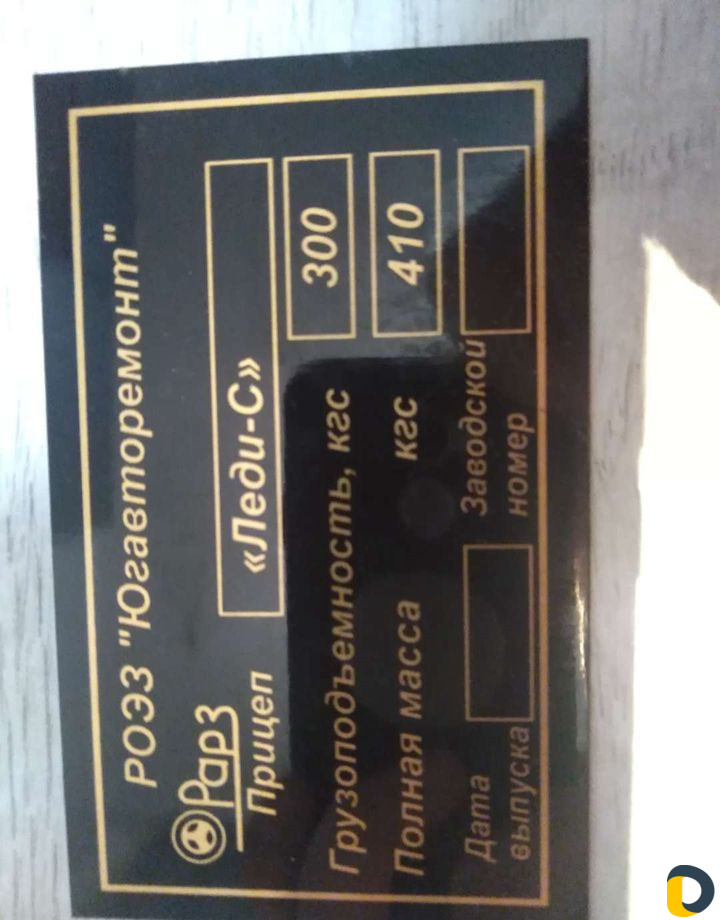 РОЭЗ "Югавторемонт"
Рарз
Прицеп «Леди-С»
Грузоподъемность, кгс 300
Полная масса кгс 410
Дата выпуска
Заводской номер